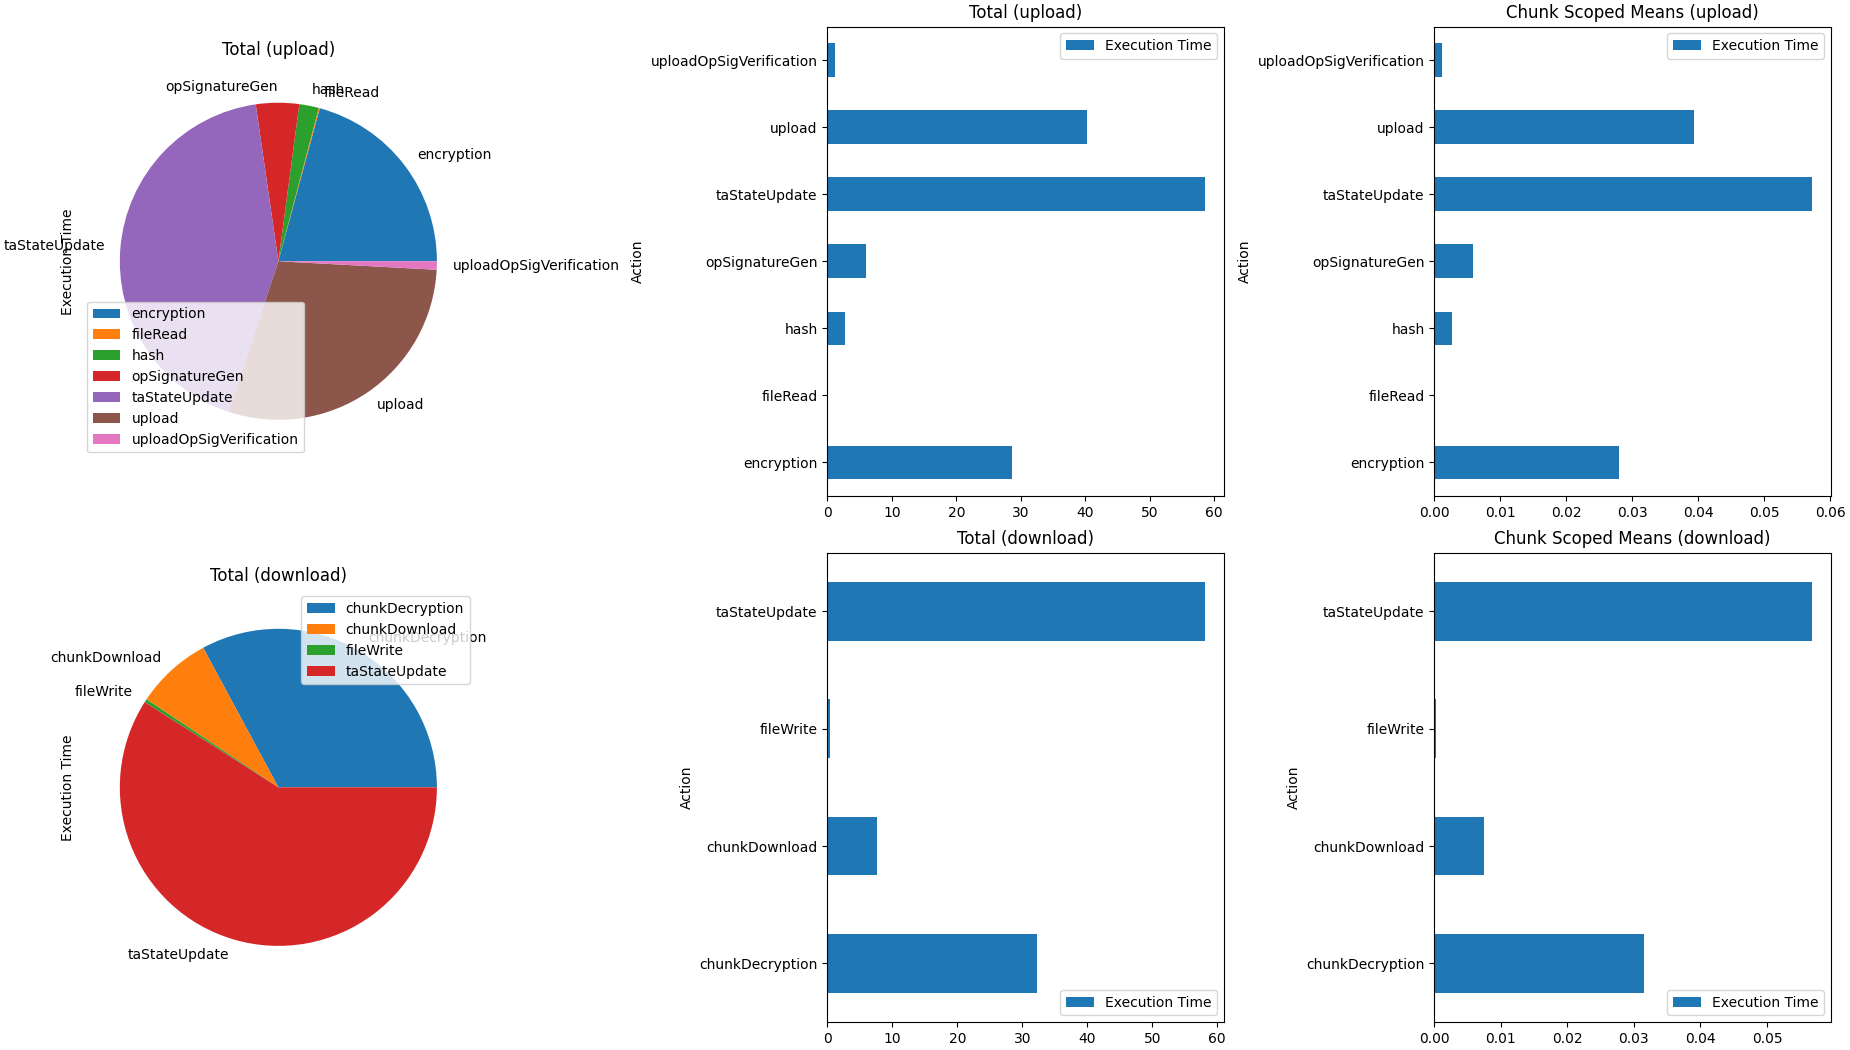 Total (upload)
opSignatureGen
hash
fileRead
encryption
taStateUpdate
Execution Time
uploadOpSigVerification
upload
encryption
fileRead
hash
opSignatureGen
taStateUpdate
upload
uploadOpSigVerification
Total (upload)
Execution Time
uploadOpSigVerification
upload
taStateUpdate
opSignatureGen
hash
fileRead
encryption
Action
0 10 20 30 40 50 60
Chunk Scoped Means (upload)
Execution Time
uploadOpSigVerification
upload
taStateUpdate
opSignatureGen
hash
fileRead
encryption
Action
0.00 0.01 0.02 0.03 0.04 0.05 0.06
Total (download)
chunkDecryption
chunkDownload
fileWrite
taStateUpdate
chunkDecryption
chunkDownload
fileWrite
Execution Time
taStateUpdate
Total (download)
taStateUpdate
fileWrite
chunkDownload
chunkDecryption
Action
Execution Time
0 10 20 30 40 50 60
Chunk Scoped Means (download)
taStateUpdate
fileWrite
chunkDownload
chunkDecryption
Action
Execution Time
0.00 0.01 0.02 0.03 0.04 0.05